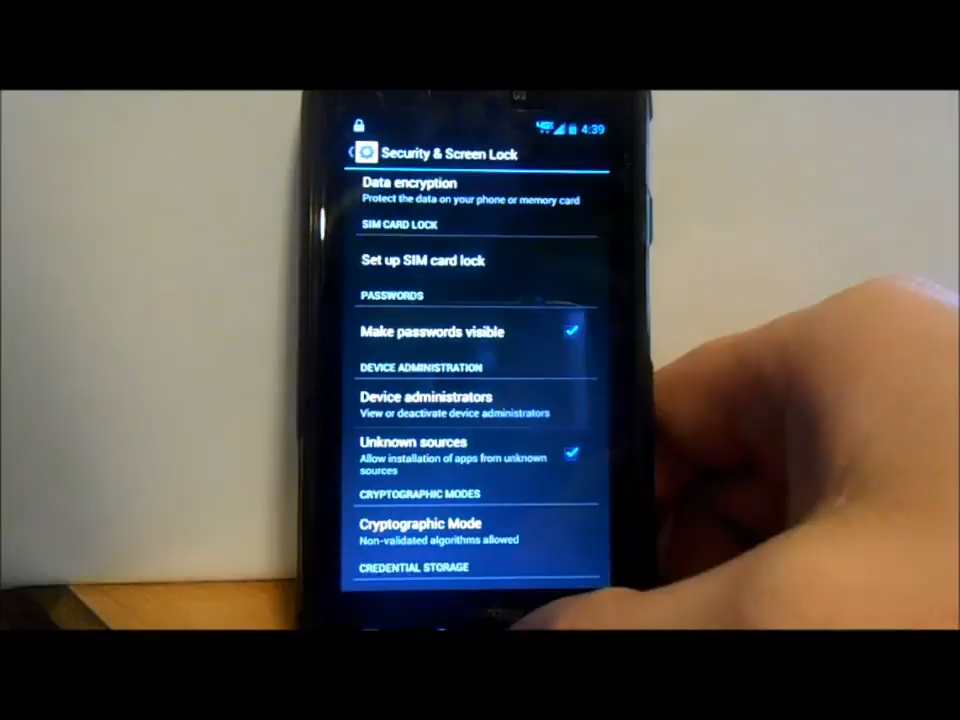 4:39
Security & Screen Lock
Data encryption
Protect the data on your phone or memory card
SIM CARD LOCK
Set up SIM card lock
PASSWORDS
Make passwords visible
DEVICE ADMINISTRATION
Device administrators
View or deactivate device administrators
Unknown sources
Allow installation of apps from unknown
sources
CRYPTOGRAPHIC MODES
Cryptographic Mode
Non-validated algorithms allowed
CREDENTIAL STORAGE